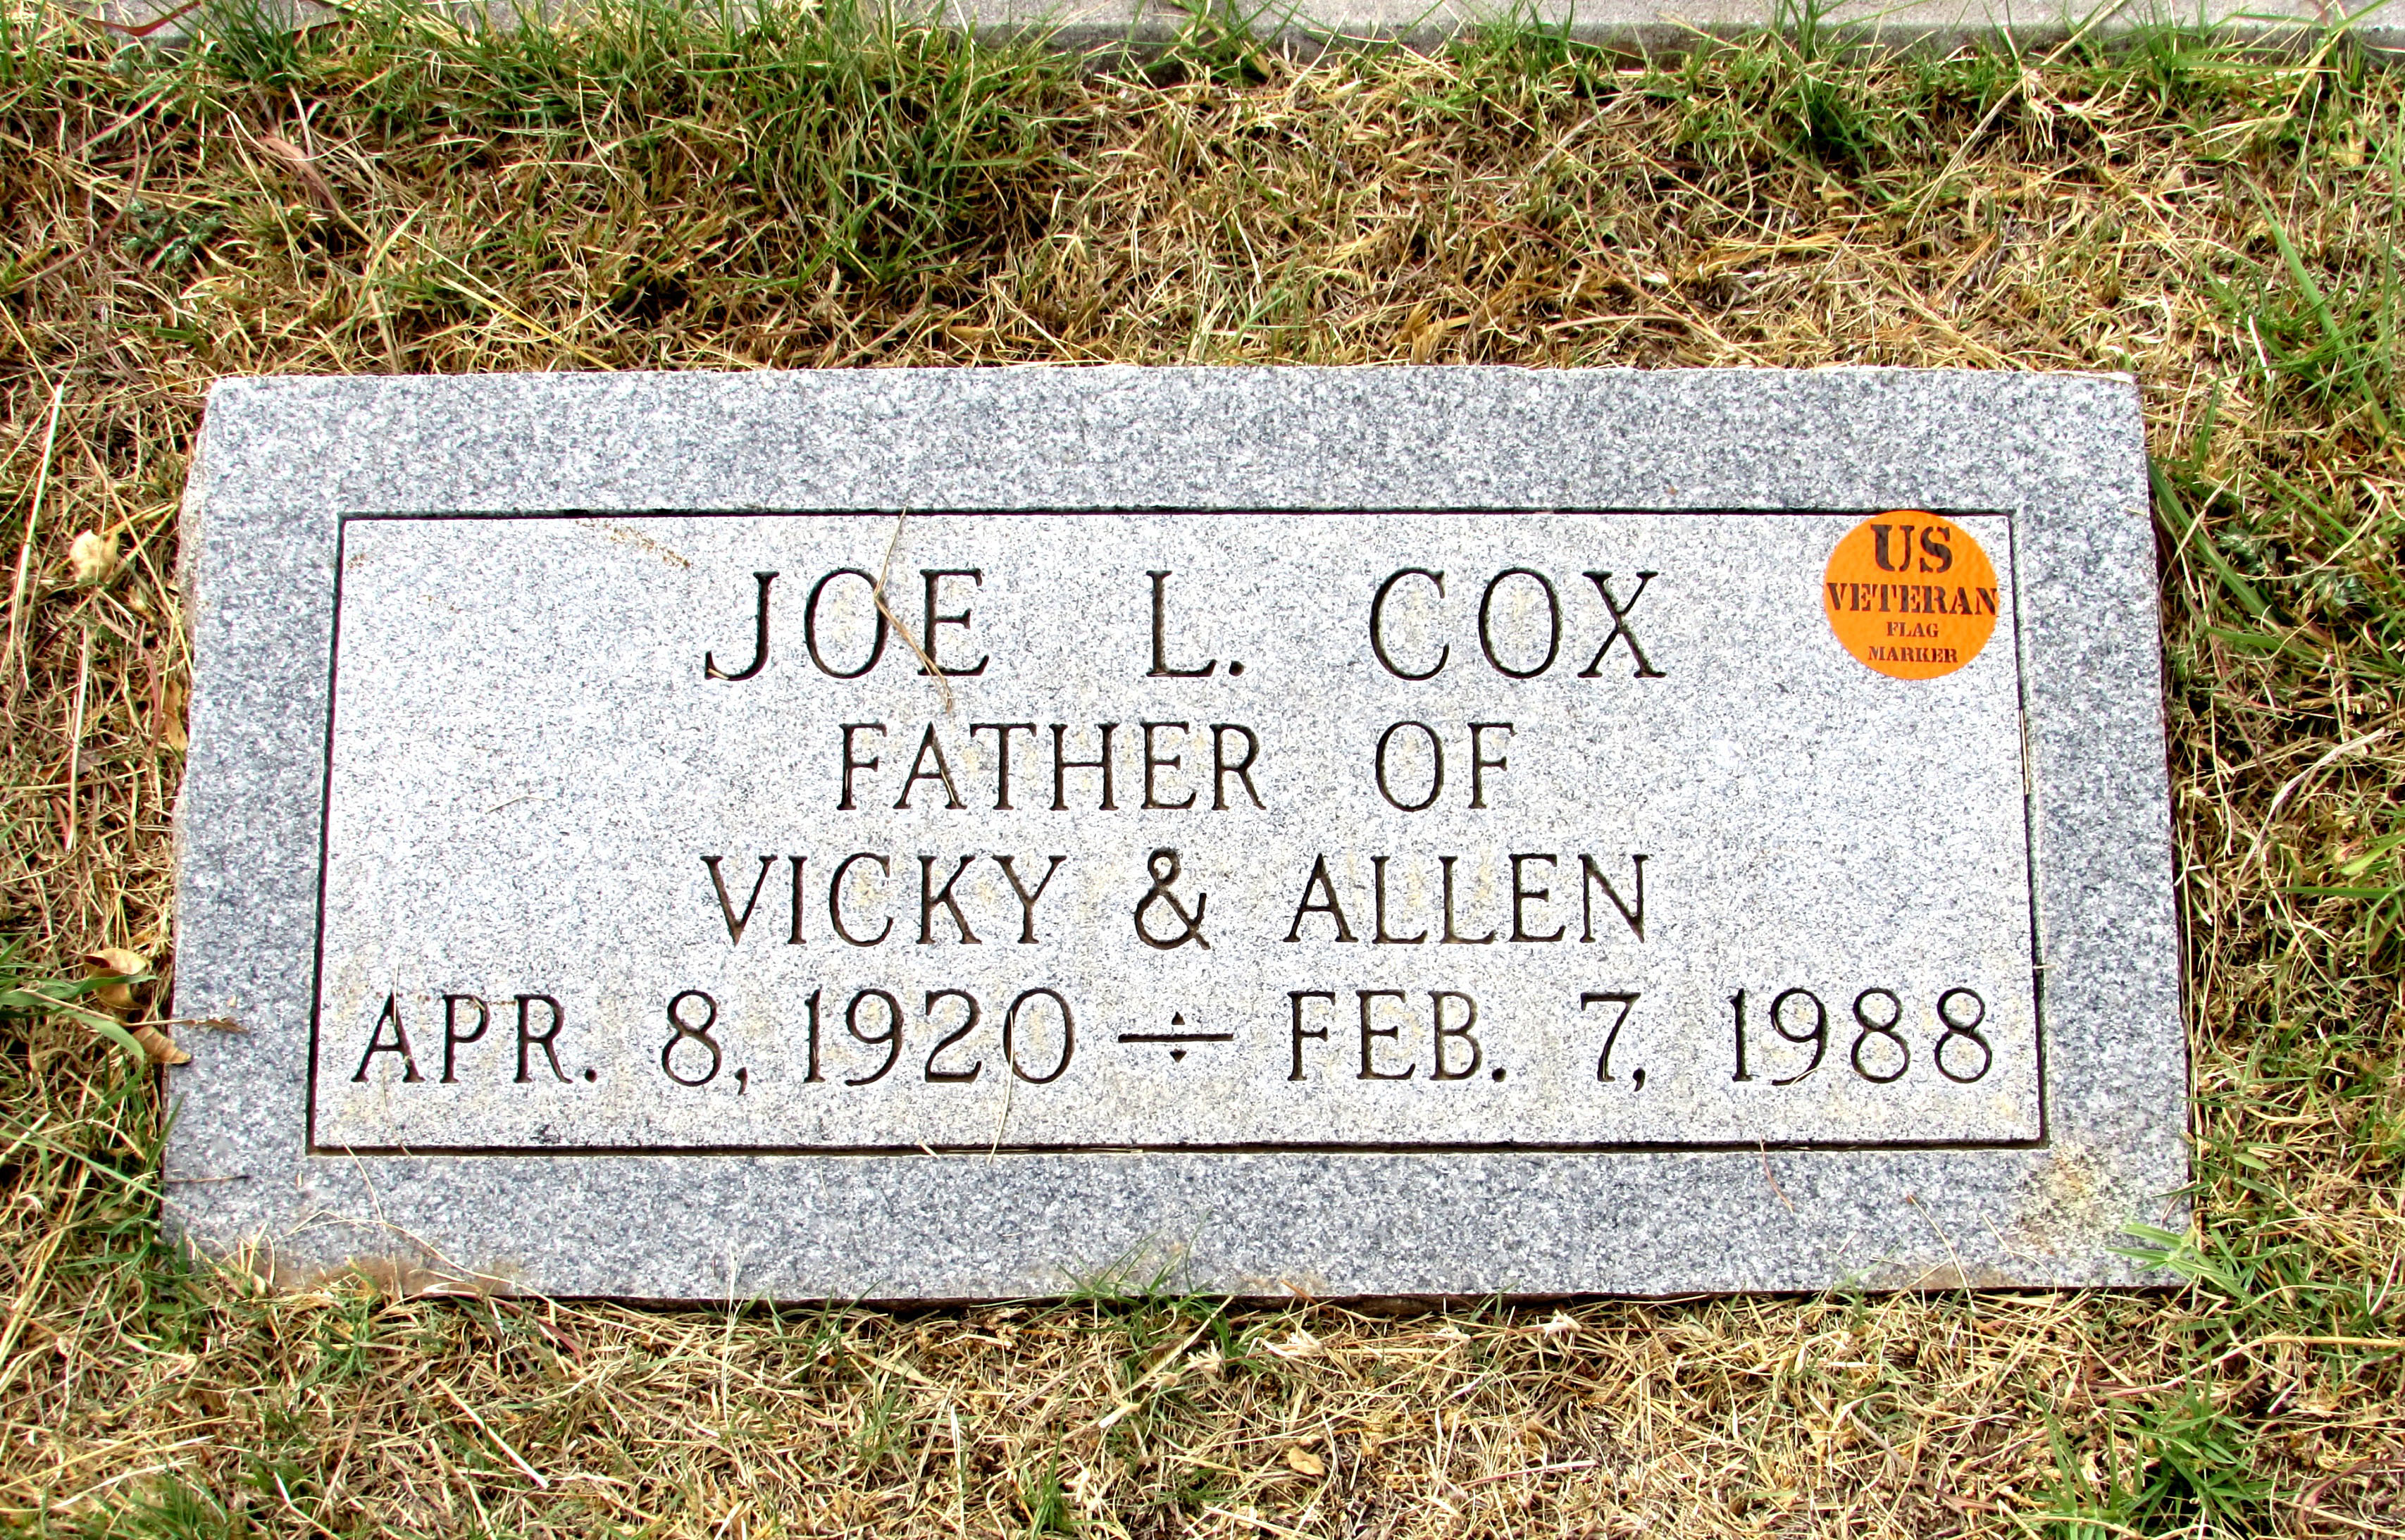 JOE L. COX
US
VETERAN
FLAG
MARKER
FATHER OF
VICKY & ALLEN
APR. 8, 1920 ÷ FEB. 7, 1988